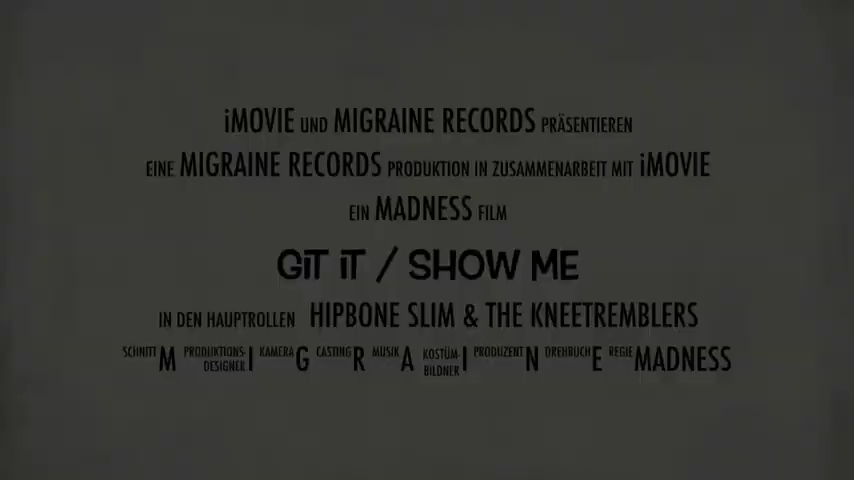 iMOVIE UND MIGRAINE RECORDS PRÄSENTIEREN
EINE MIGRAINE RECORDS PRODUKTION IN ZUSAMMENARBEIT MIT iMOVIE
EIN MADNESS FILM
GiT iT / SHOW ME
IN DEN HAUPTROLLEN HIPBONE SLIM & THE KNEETREMBLERS
SCHNITT M PRODUKTIONS-DESIGNER I KAMERA G CASTING R MUSIK A KOSTÜM-BILDNER I PRODUZENT N DREHBUCH E REGIE MADNESS